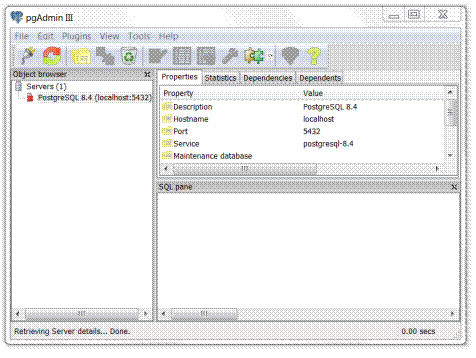 pgAdmin III
File Edit Plugins View Tools Help
Object browser
Servers (1)
PostgreSQL 8.4 (localhost:5432)
Properties Statistics Dependencies Dependents
Property Value
Description PostgreSQL 8.4
Hostname localhost
Port 5432
Service postgresql-8.4
Maintenance database
SQL pane
Retrieving Server details... Done. 0.00 secs